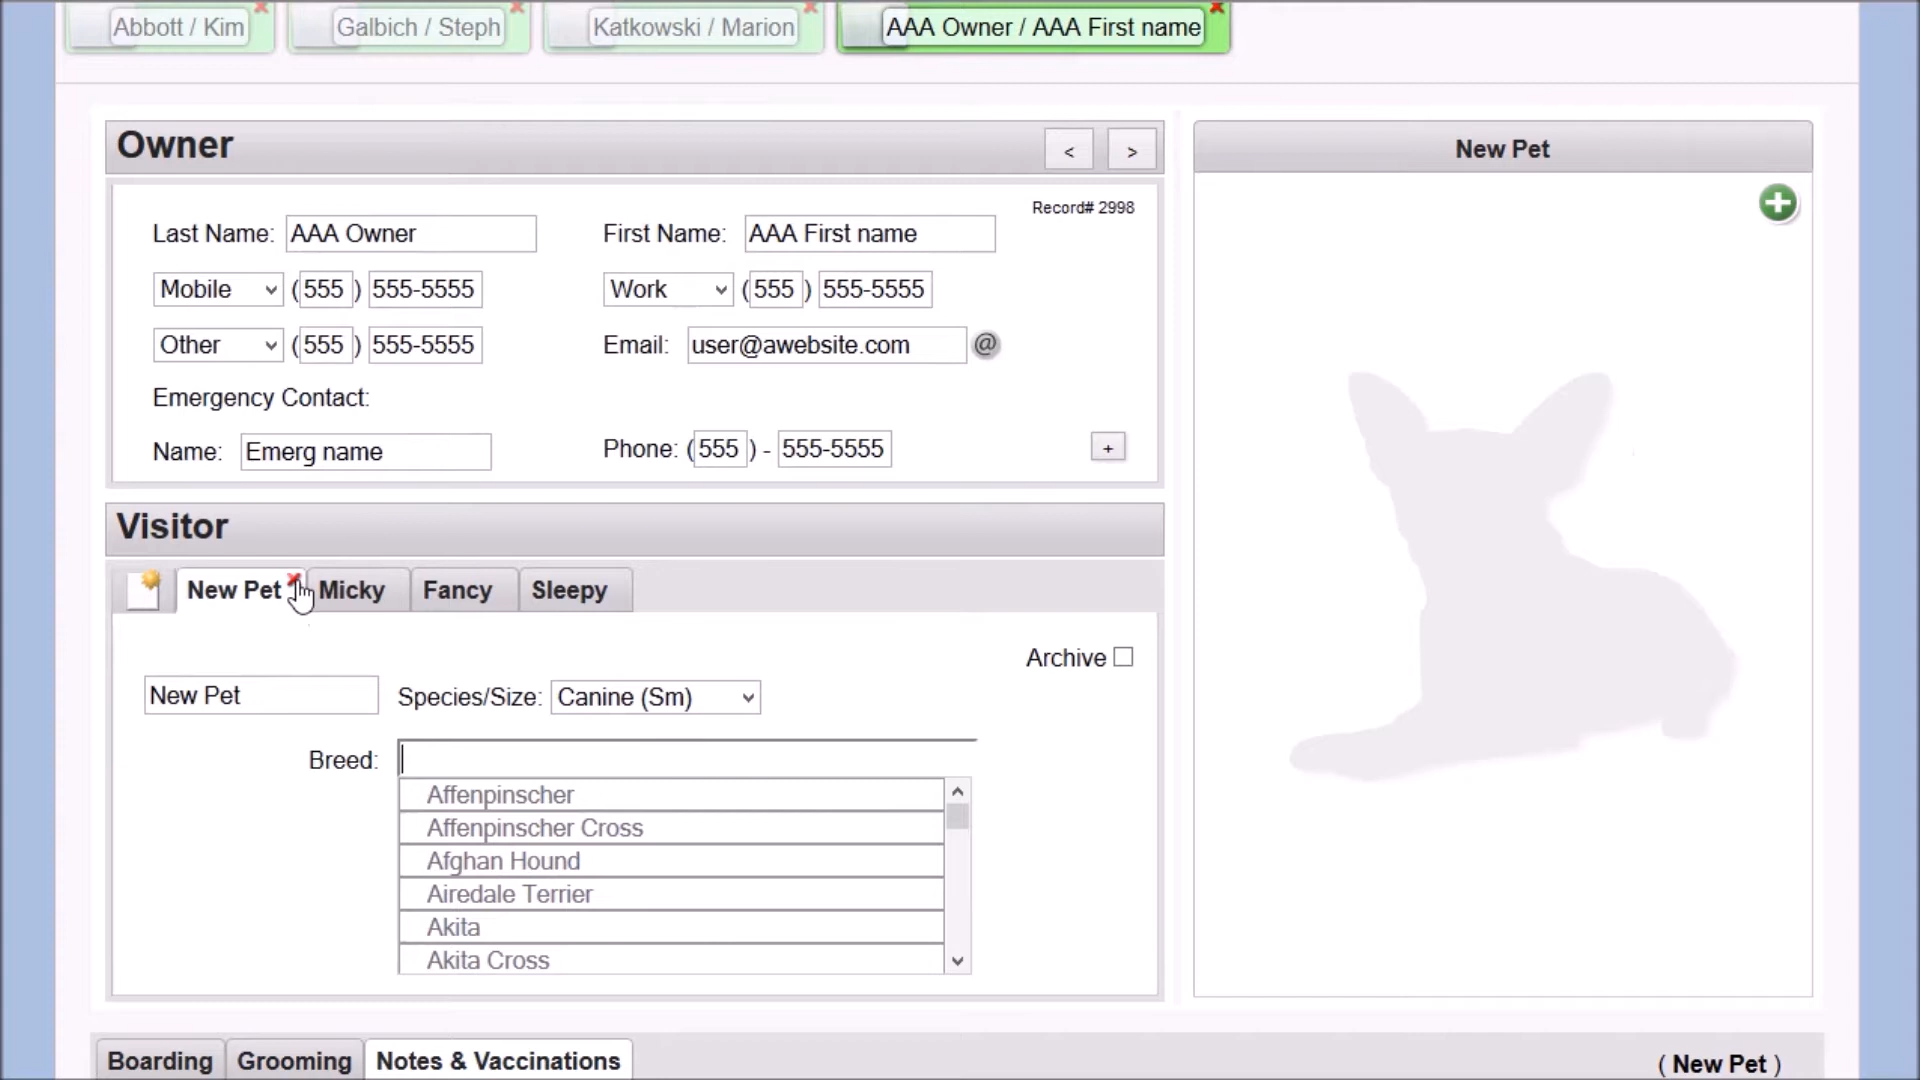 Abbott / Kim Galbich / Steph Katkowski / Marion AAA Owner / AAA First name
Owner < >
New Pet
Record# 2998
Last Name: AAA Owner First Name: AAA First name
Mobile (555) 555-5555 Work (555) 555-5555
Other (555) 555-5555 Email: user@awebsite.com @
Emergency Contact:
Name: Emerg name Phone: (555) - 555-5555 +
Visitor
New Pet Micky Fancy Sleepy
Archive
New Pet Species/Size: Canine (Sm)
Breed:
Affenpinscher
Affenpinscher Cross
Afghan Hound
Airedale Terrier
Akita
Akita Cross
Boarding Grooming Notes & Vaccinations ( New Pet )